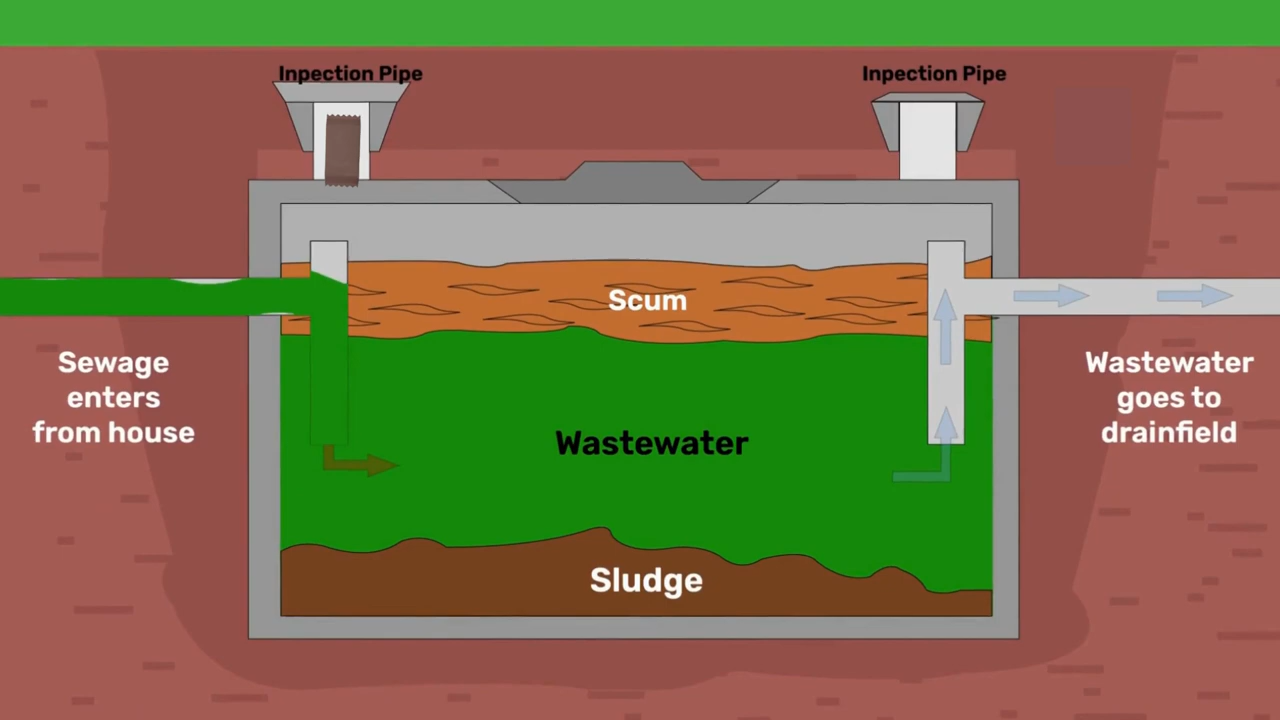 Inpection Pipe
Inpection Pipe
Scum
Sewage
enters
from house
Wastewater
goes to
drainfield
Wastewater
Sludge